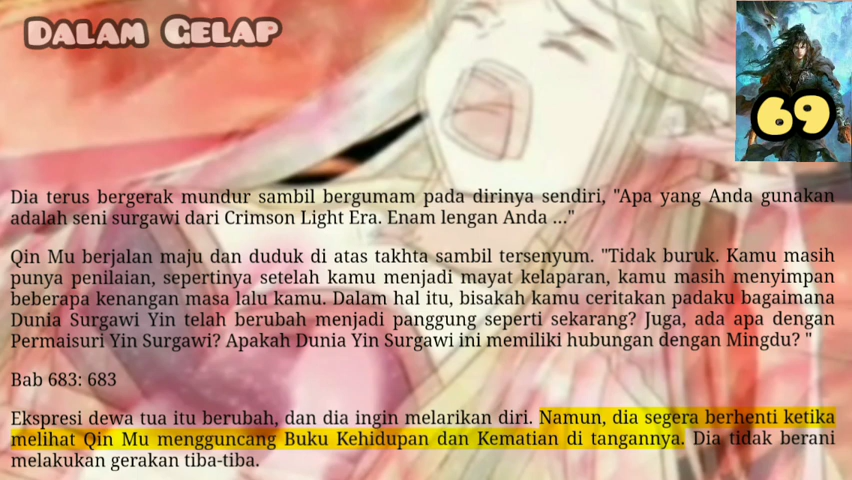 DALAM GELAP
69
Dia terus bergerak mundur sambil bergumam pada dirinya sendiri, "Apa yang Anda gunakan
adalah seni surgawi dari Crimson Light Era. Enam lengan Anda ..."
Qin Mu berjalan maju dan duduk di atas takhta sambil tersenyum. "Tidak buruk. Kamu masih
punya penilaian, sepertinya setelah kamu menjadi mayat kelaparan, kamu masih menyimpan
beberapa kenangan masa lalu kamu. Dalam hal itu, bisakah kamu ceritakan padaku bagaimana
Dunia Surgawi Yin telah berubah menjadi panggung seperti sekarang? Juga, ada apa dengan
Permaisuri Yin Surgawi? Apakah Dunia Yin Surgawi ini memiliki hubungan dengan Mingdu? "
Bab 683: 683
Ekspresi dewa tua itu berubah, dan dia ingin melarikan diri. Namun, dia segera berhenti ketika
melihat Qin Mu mengguncang Buku Kehidupan dan Kematian di tangannya. Dia tidak berani
melakukan gerakan tiba-tiba.